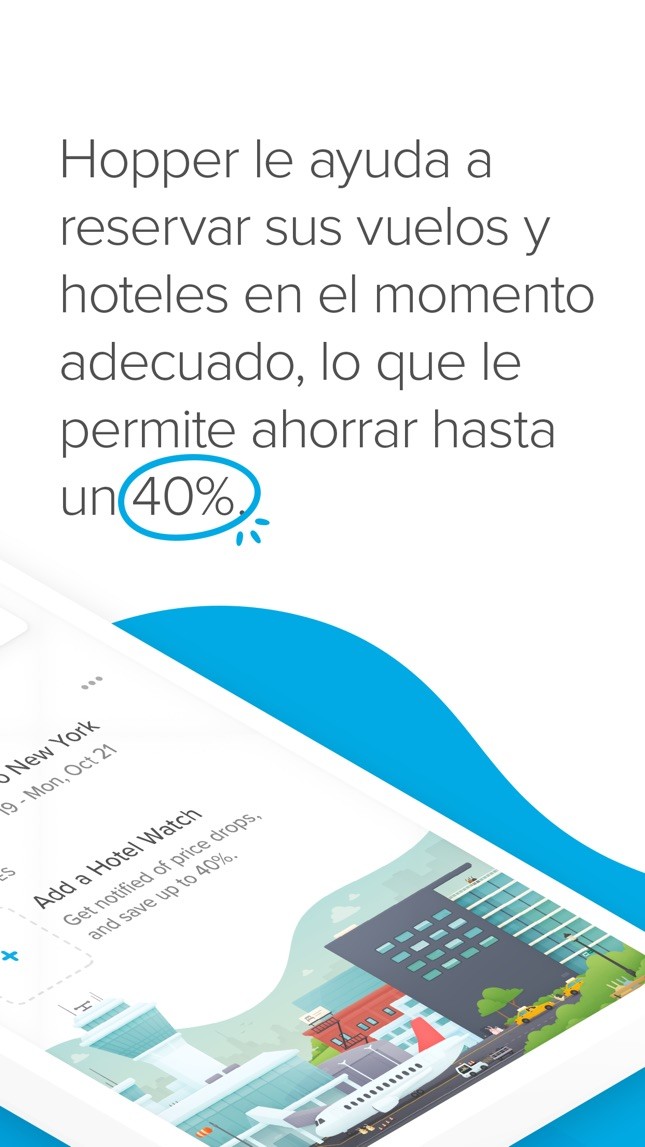 Hopper le ayuda a
reservar sus vuelos y
hoteles en el momento
adecuado, lo que le
permite ahorrar hasta
un 40%.
New York
19 - Mon, Oct 21
Add a Hotel Watch
Get notified of price drops,
and save up to 40%.
H